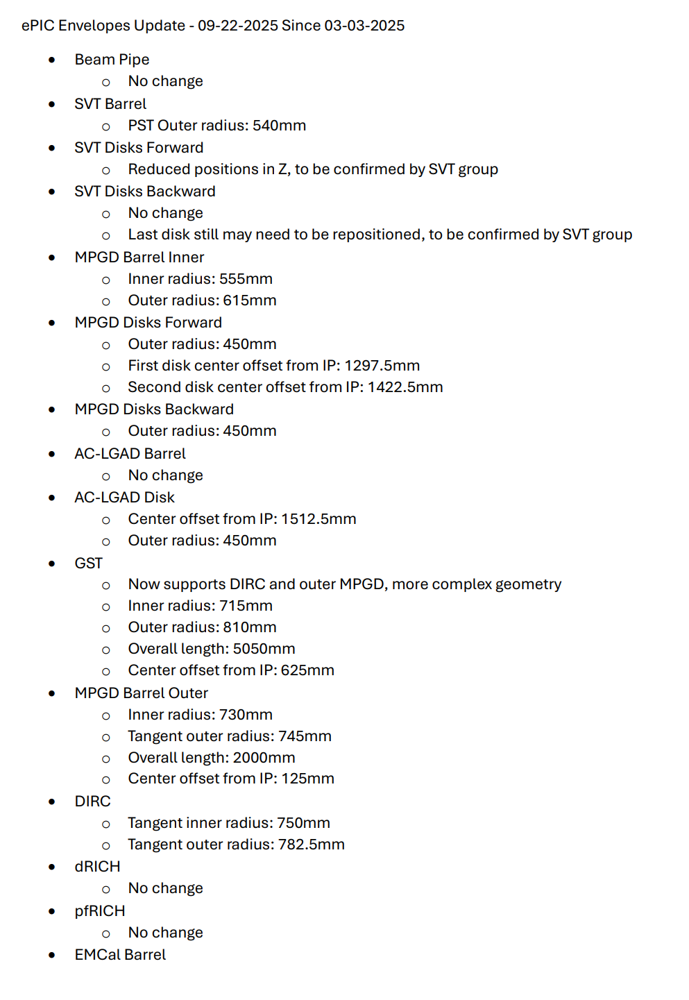 ePIC Envelopes Update - 09-22-2025 Since 03-03-2025
• Beam Pipe
o No change
• SVT Barrel
o PST Outer radius: 540mm
• SVT Disks Forward
o Reduced positions in Z, to be confirmed by SVT group
• SVT Disks Backward
o No change
o Last disk still may need to be repositioned, to be confirmed by SVT group
• MPGD Barrel Inner
o Inner radius: 555mm
o Outer radius: 615mm
• MPGD Disks Forward
o Outer radius: 450mm
o First disk center offset from IP: 1297.5mm
o Second disk center offset from IP: 1422.5mm
• MPGD Disks Backward
o Outer radius: 450mm
• AC-LGAD Barrel
o No change
• AC-LGAD Disk
o Center offset from IP: 1512.5mm
o Outer radius: 450mm
• GST
o Now supports DIRC and outer MPGD, more complex geometry
o Inner radius: 715mm
o Outer radius: 810mm
o Overall length: 5050mm
o Center offset from IP: 625mm
• MPGD Barrel Outer
o Inner radius: 730mm
o Tangent outer radius: 745mm
o Overall length: 2000mm
o Center offset from IP: 125mm
• DIRC
o Tangent inner radius: 750mm
o Tangent outer radius: 782.5mm
• dRICH
o No change
• pfRICH
o No change
• EMCal Barrel